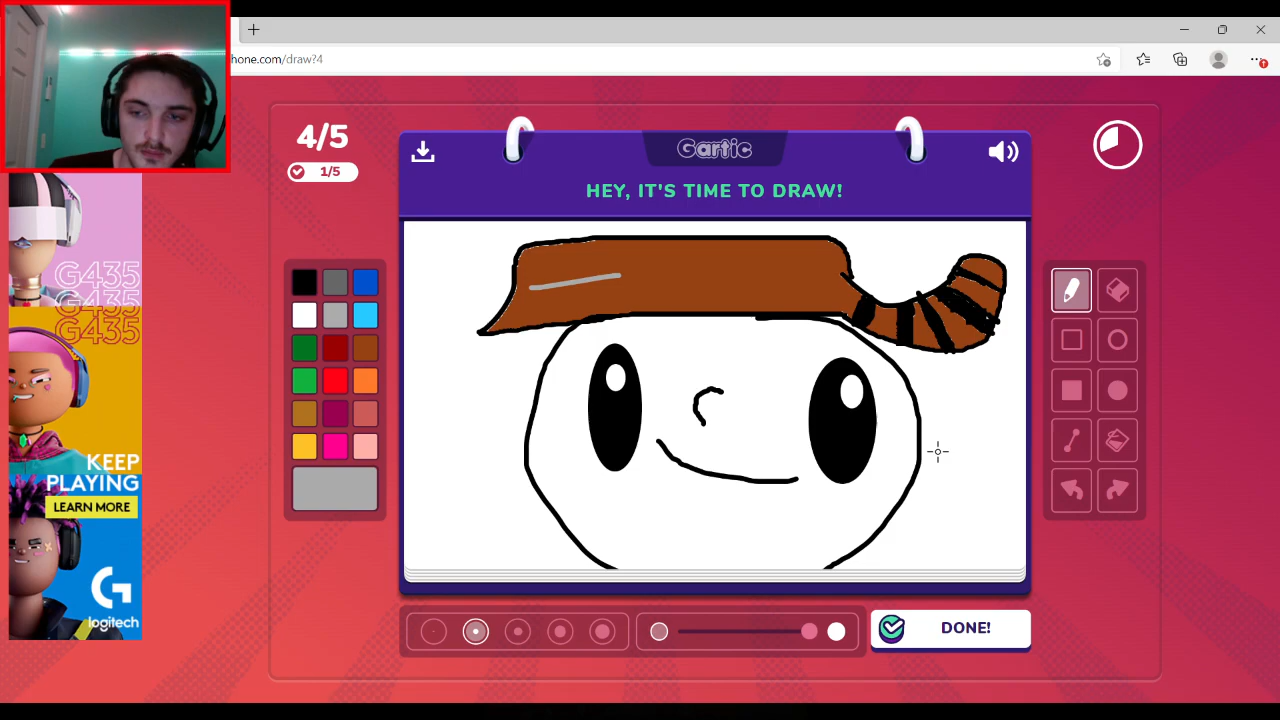 hone.com/draw?4
4/5
1/5
Gartic
HEY, IT'S TIME TO DRAW!
G435
G435
G435
G435
KEEP
PLAYING
LEARN MORE
logitech
DONE!